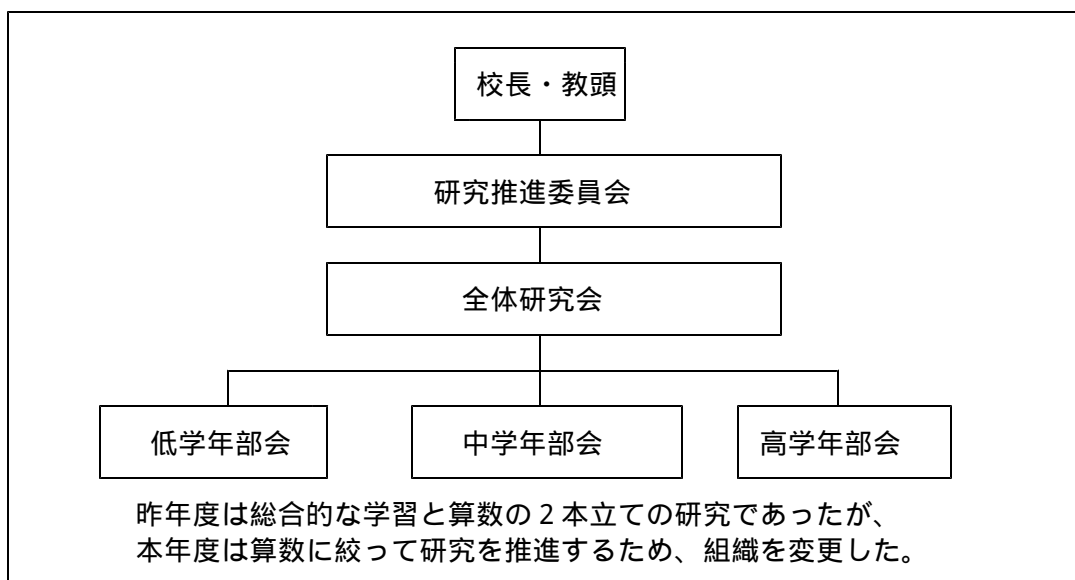 校長・教頭
研究推進委員会
全体研究会
低学年部会
中学年部会
高学年部会
昨年度は総合的な学習と算数の２本立ての研究であったが、
本年度は算数に絞って研究を推進するため、組織を変更した。